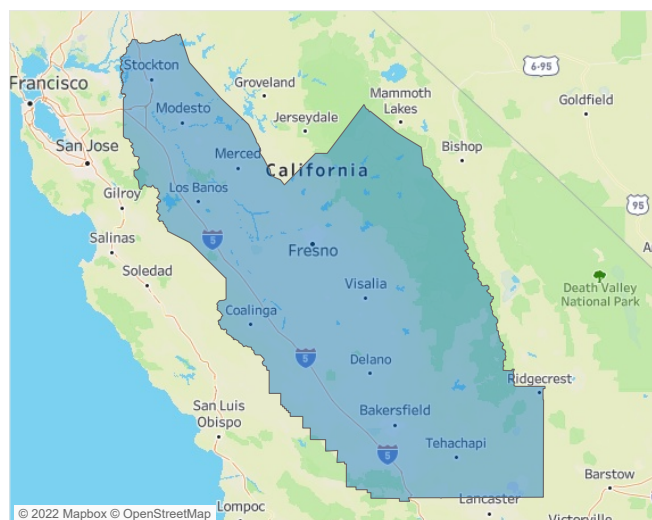 Stockton
Francisco
Groveland
Mammoth
Lakes
6-95
Goldfield
Modesto
Jerseydale
San Jose
Merced
California
Bishop
Gilroy
Los Banos
95
Salinas
5
Fresno
A
Soledad
Visalia
Death Valley
National Park
Coalinga
5
Delano
Ridgecrest
San Luis
Obispo
Bakersfield
5
Tehachapi
Barstow
Lompoc
Lancaster
Victorville
© 2022 Mapbox © OpenStreetMap